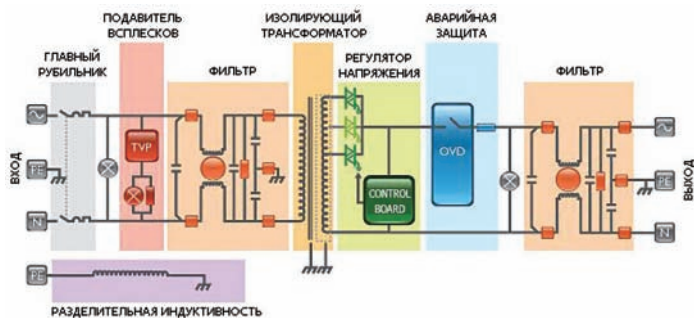 ПОДАВИТЕЛЬ
ВСПЛЕСКОВ
ИЗОЛИРУЮЩИЙ
ТРАНСФОРМАТОР
АВАРИЙНАЯ
ЗАЩИТА
ГЛАВНЫЙ
РУБИЛЬНИК
ФИЛЬТР
РЕГУЛЯТОР
НАПРЯЖЕНИЯ
ФИЛЬТР
ВХОД
PE
N
TVP
CONTROL
BOARD
OVD
PE
N
ВЫХОД
PE
РАЗДЕЛИТЕЛЬНАЯ ИНДУКТИВНОСТЬ